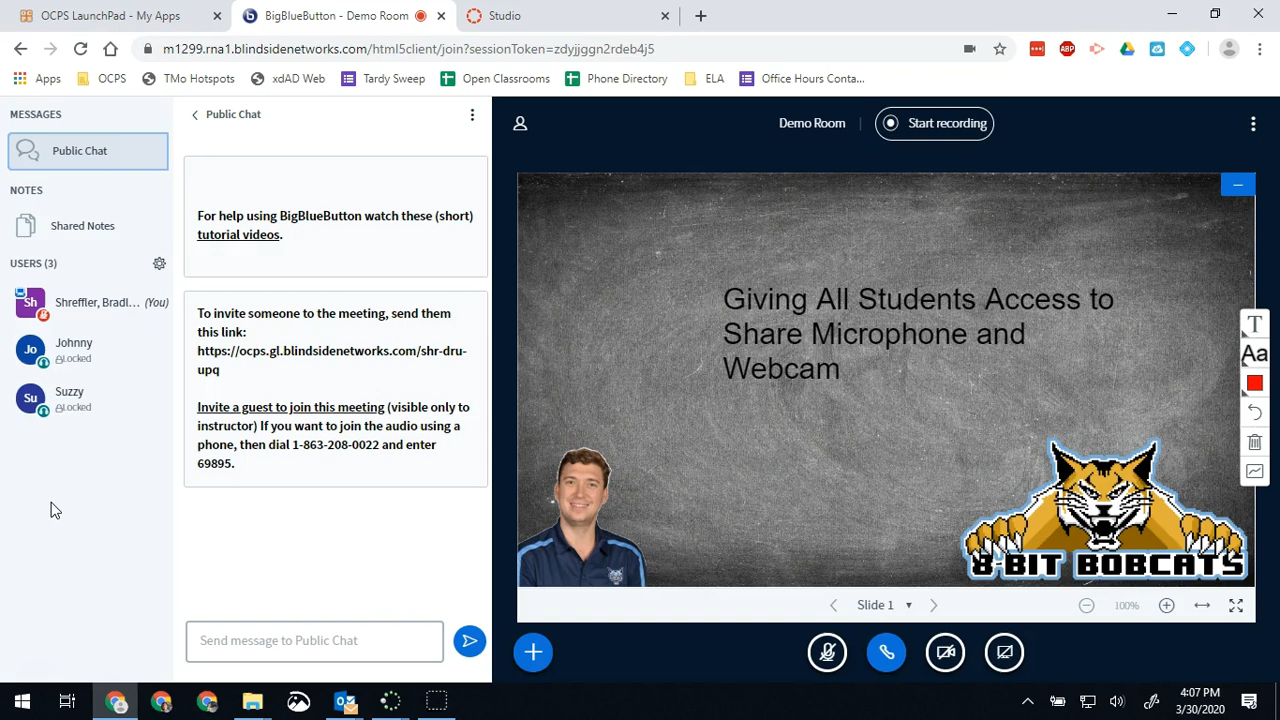 OCPS LaunchPad - My Apps
BigBlueButton - Demo Room
Studio
m1299.rna1.blindsidenetworks.com/html5client/join?sessionToken=zdyjjggn2rdeb4j5
ABP
Apps
OCPS
TMo Hotspots
xdAD Web
Tardy Sweep
Open Classrooms
Phone Directory
ELA
Office Hours Conta...
MESSAGES
Public Chat
NOTES
Shared Notes
USERS (3)
Sh
Shreffler, Bradl... (You)
Jo
Johnny
Locked
Su
Suzzy
Locked
Public Chat
For help using BigBlueButton watch these (short)
tutorial videos.
To invite someone to the meeting, send them
this link:
https://ocps.gl.blindsidenetworks.com/shr-dru-
upq
Invite a guest to join this meeting (visible only to
instructor) If you want to join the audio using a
phone, then dial 1-863-208-0022 and enter
69895.
Send message to Public Chat
Demo Room
Start recording
Giving All Students Access to
Share Microphone and
Webcam
8-BIT BOBCATS
T
Aa
Slide 1
100%
4:07 PM
3/30/2020